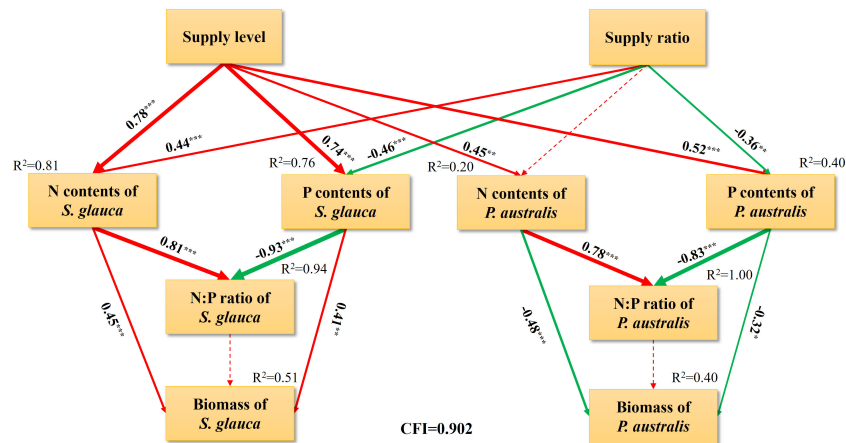 Supply level
Supply ratio
0.78***
0.44***
0.74***
-0.46***
0.45**
0.52***
-0.36**
R²=0.81
R²=0.76
R²=0.20
R²=0.40
N contents of
S. glauca
P contents of
S. glauca
N contents of
P. australis
P contents of
P. australis
0.81***
-0.93***
0.78***
-0.83***
R²=0.94
R²=1.00
N:P ratio of
S. glauca
N:P ratio of
P. australis
0.45***
0.41**
-0.48***
-0.32*
R²=0.51
R²=0.40
Biomass of
S. glauca
Biomass of
P. australis
CFI=0.902